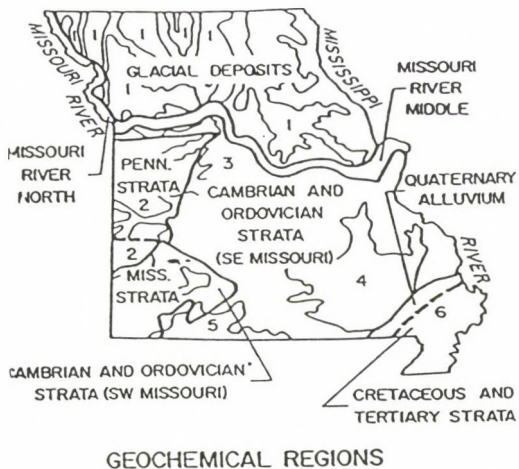 MISSOURI
RIVER
I I I I I
GLACIAL DEPOSITS
I
MISSISSIPPI
RIVER
MISSOURI
RIVER
MIDDLE
MISSOURI
RIVER
NORTH
PENN.
STRATA
2
2
2
MISS.
STRATA
3
CAMBRIAN AND
ORDOVICIAN
STRATA
(SE MISSOURI)
4
5
6
QUATERNARY
ALLUVIUM
CAMBRIAN AND ORDOVICIAN
STRATA (SW MISSOURI)
CRETACEOUS AND
TERTIARY STRATA
GEOCHEMICAL REGIONS